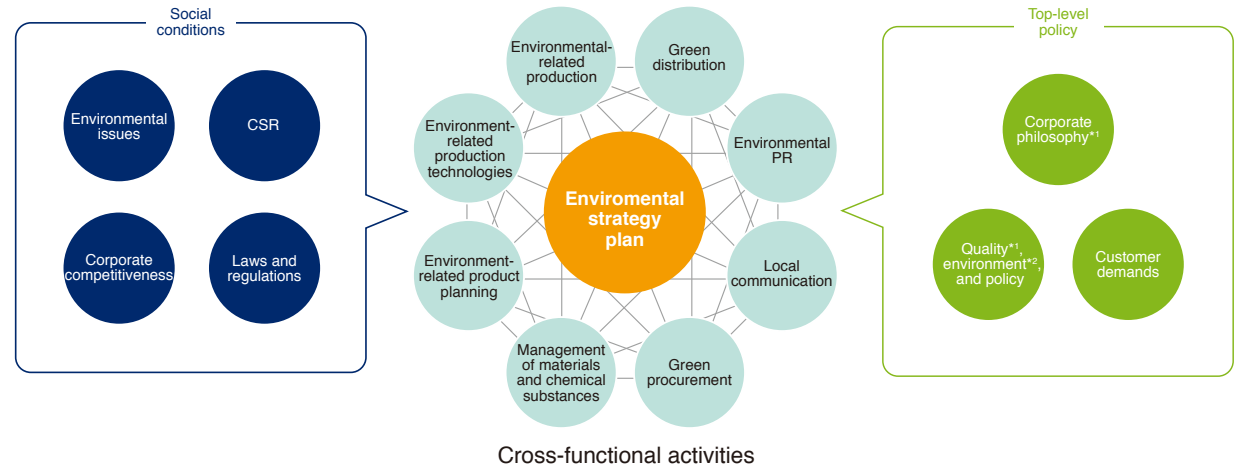 Social
conditions
Environmental
issues
CSR
Corporate
competitiveness
Laws and
regulations
Environmental-
related
production
Green
distribution
Environment-
related
production
technologies
Environmental
PR
Enviromental
strategy
plan
Environment-
related product
planning
Local
communication
Management
of materials
and chemical
substances
Green
procurement
Cross-functional activities
Top-level
policy
Corporate
philosophy*1
Quality*1,
environment*2,
and policy
Customer
demands